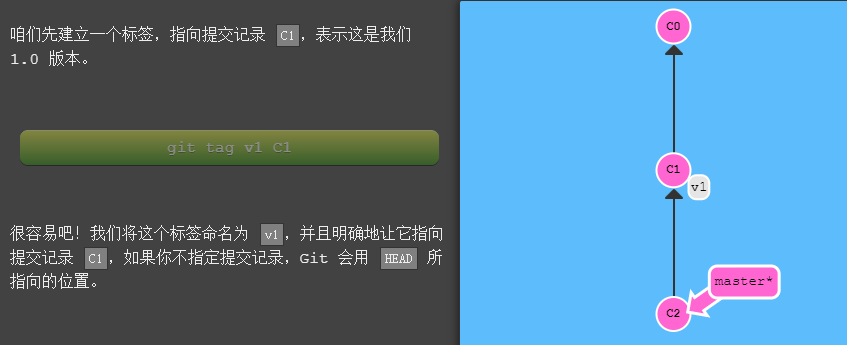 咱们先建立一个标签，指向提交记录 C1，表示这是我们
1.0 版本。
git tag v1 C1
很容易吧！我们将这个标签命名为 v1，并且明确地让它指向
提交记录 C1，如果你不指定提交记录，Git 会用 HEAD 所
指向的位置。
C0
C1
v1
master*
C2